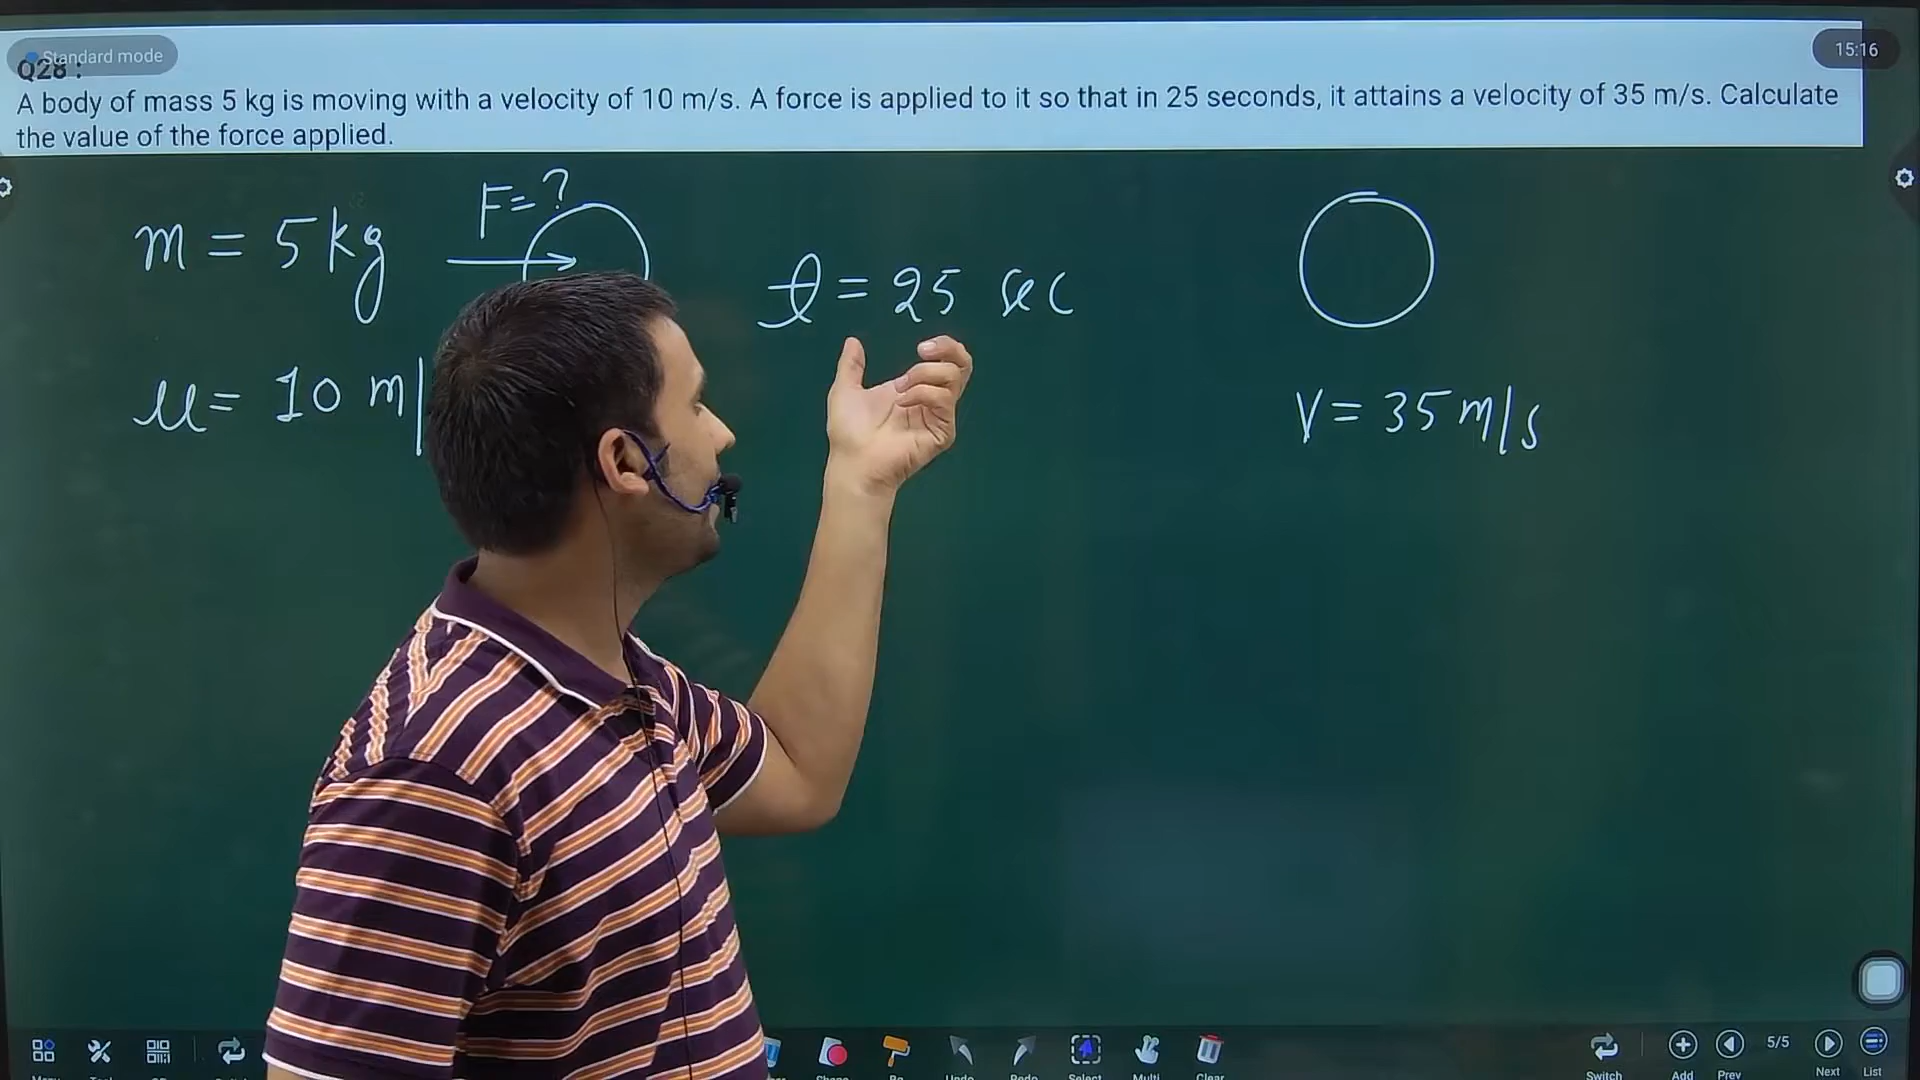 Standard mode
15:16
Q28 :
A body of mass 5 kg is moving with a velocity of 10 m/s. A force is applied to it so that in 25 seconds, it attains a velocity of 35 m/s. Calculate
the value of the force applied.
F = ?
m = 5 kg
t = 25 sec
u = 10 m/
V = 35 m/s
5/5
Undo
Redo
Select
Multi
Clear
Switch
Add
Prev
Next
List